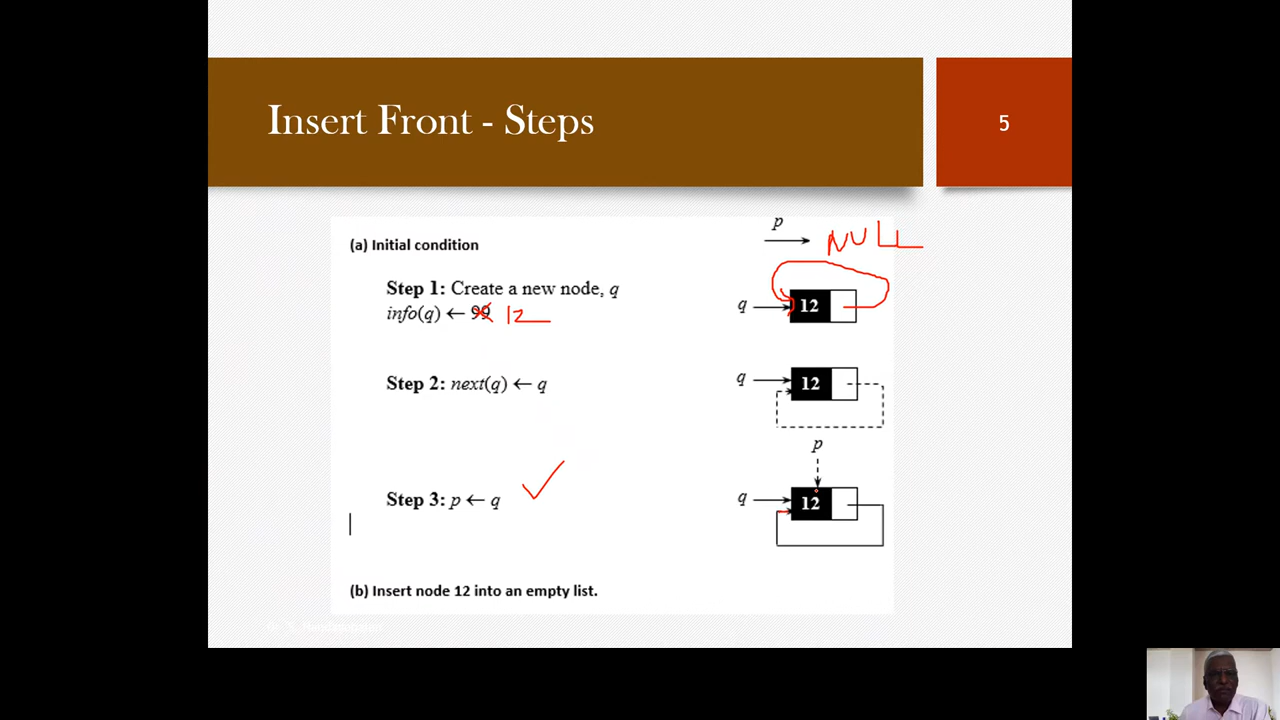 Insert Front - Steps
5
p
(a) Initial condition
NULL
Step 1: Create a new node, q
q 12
info(q) ← 99 12
Step 2: next(q) ← q
q 12
p
Step 3: p ← q
q 12
(b) Insert node 12 into an empty list.